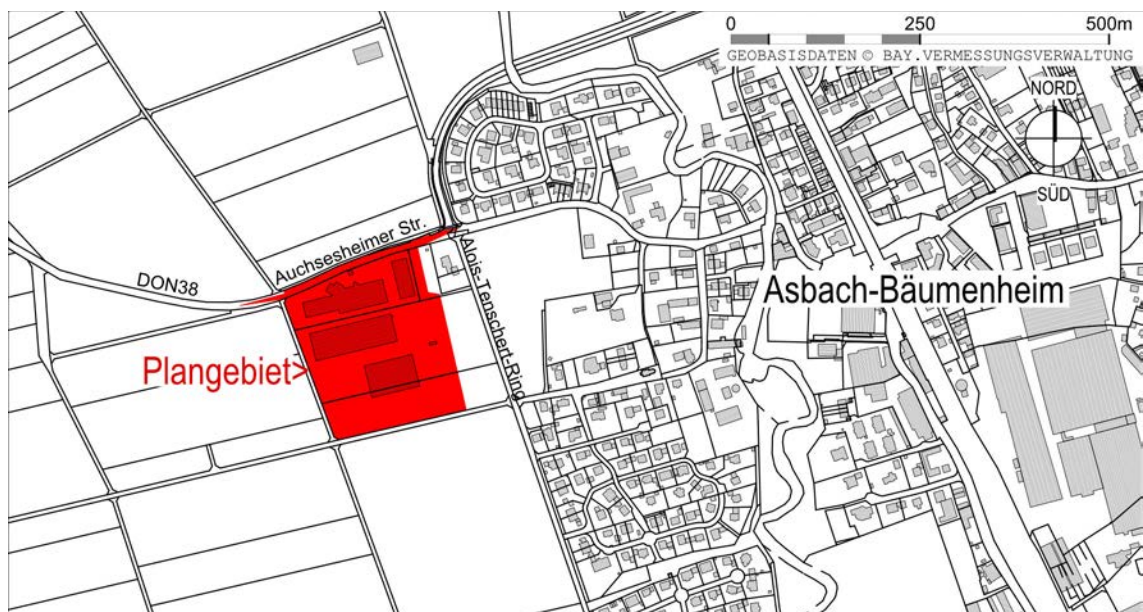 0 250 500m
GEOBASISDATEN © BAY.VERMESSUNGSVERWALTUNG
NORD
SÜD
Auchsesheimer Str.
DON38
Alois-Tenschert-Ring
Asbach-Bäumenheim
Plangebiet>